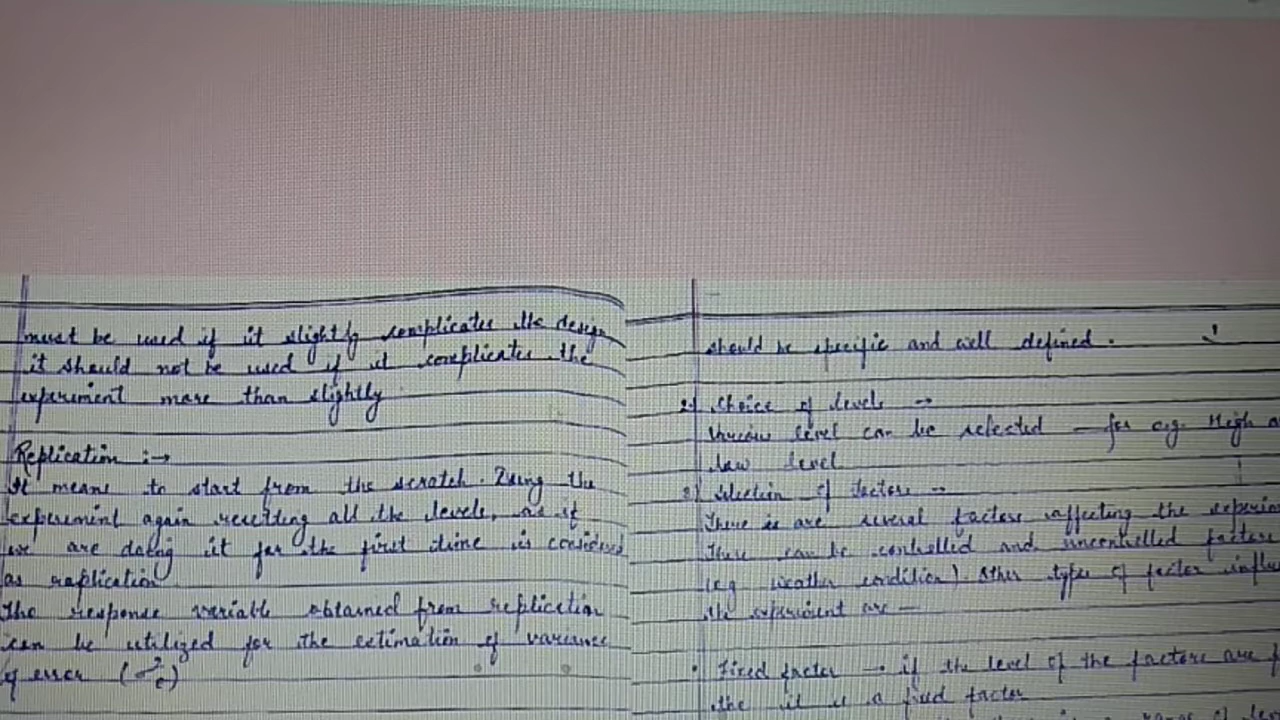 must be used if it slightly complicates the design
it should not be used if it complicates the
experiment more than slightly
Replication :→
It means to start from the scratch. Doing the
experiment again resetting all the levels, as if
we are doing it for the first time is considered
as replication
The response variable obtained from replication
can be utilized for the estimation of variance
of error (σ²e)
should be specific and well defined.
2) Choice of levels →
Various level can be selected — for e.g. High
low level
3) Selection of factors →
There is are several factors affecting the
There can be controlled and uncontrolled factors
(e.g weather condition). Other type of factor
the experiment are —
• Fixed factor → if the level of the factors are
the it is a fixed factor